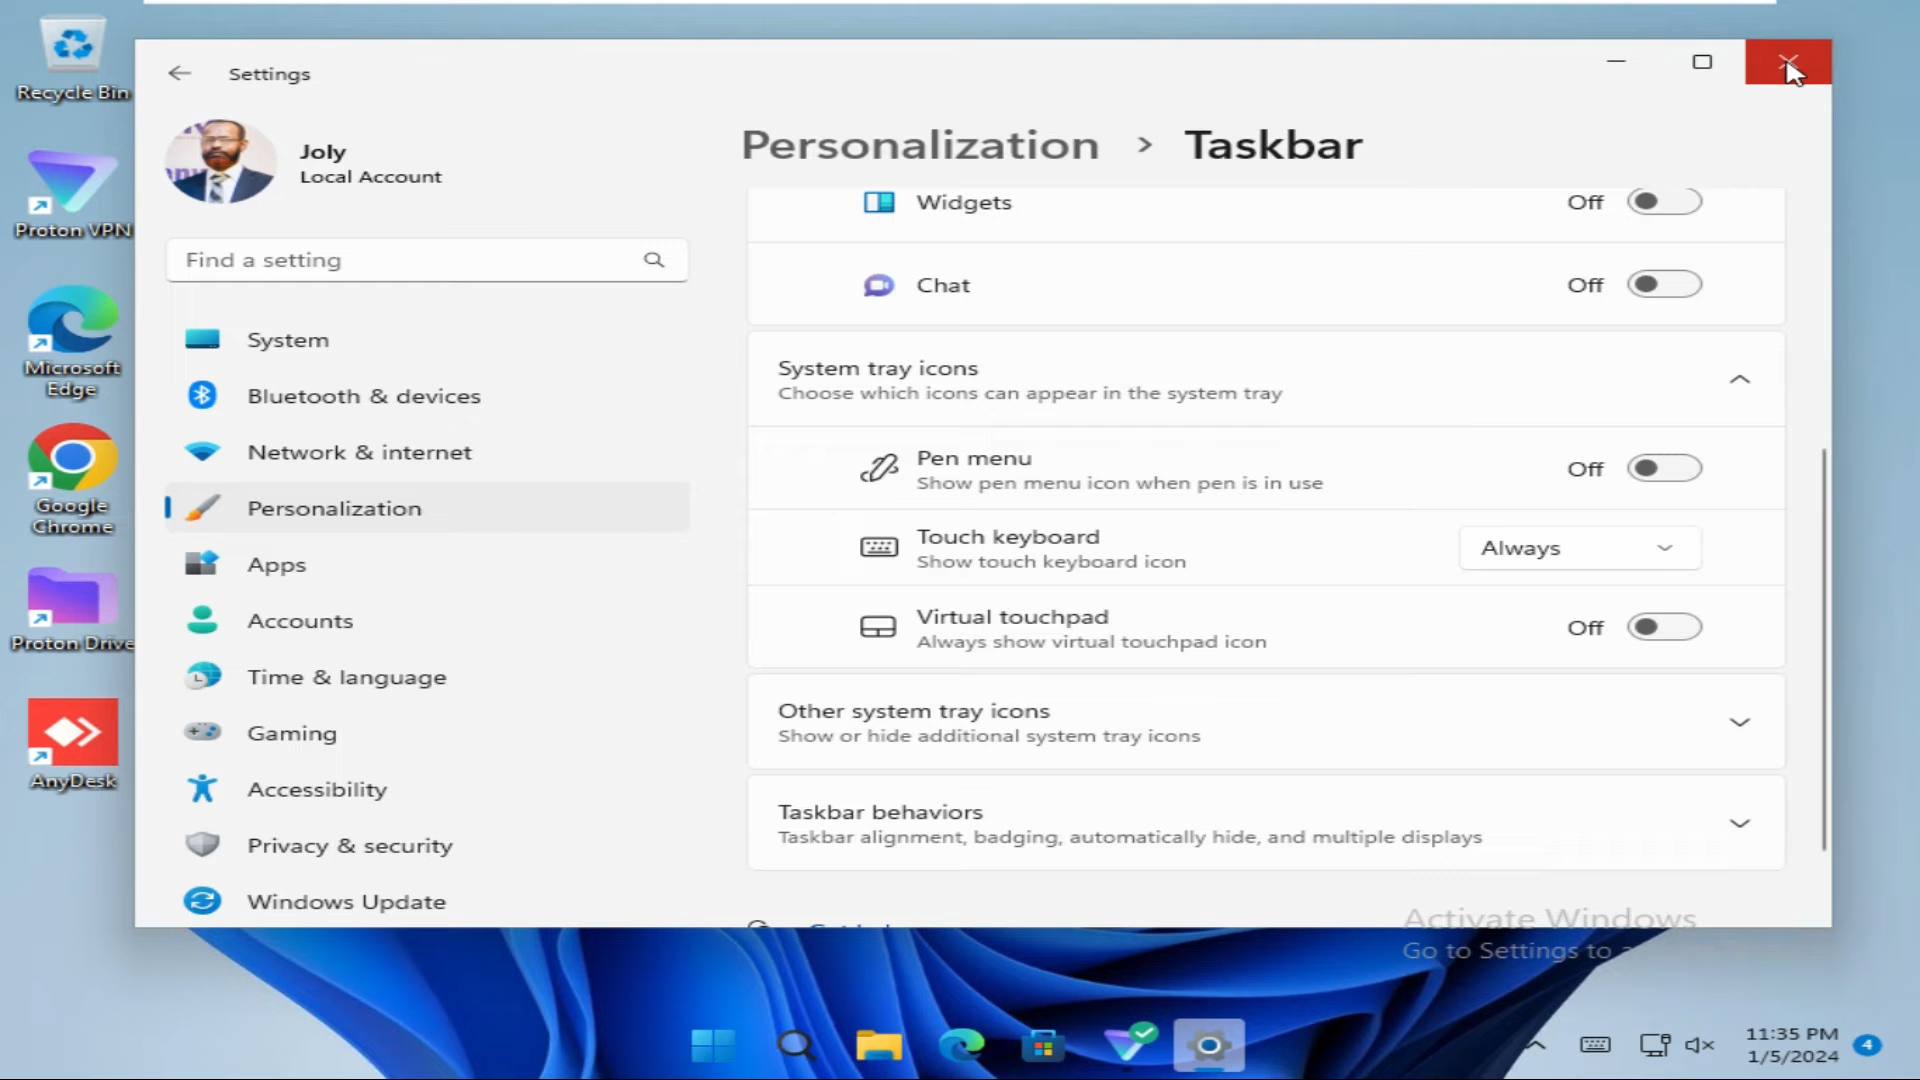 Recycle Bin
Proton VPN
Microsoft
Edge
Google
Chrome
Proton Drive
AnyDesk
Settings
Joly
Local Account
Find a setting
System
Bluetooth & devices
Network & internet
Personalization
Apps
Accounts
Time & language
Gaming
Accessibility
Privacy & security
Windows Update
Personalization > Taskbar
Widgets Off
Chat Off
System tray icons
Choose which icons can appear in the system tray
Pen menu Off
Show pen menu icon when pen is in use
Touch keyboard Always
Show touch keyboard icon
Virtual touchpad Off
Always show virtual touchpad icon
Other system tray icons
Show or hide additional system tray icons
Taskbar behaviors
Taskbar alignment, badging, automatically hide, and multiple displays
Activate Windows
Go to Settings to
11:35 PM
1/5/2024
4